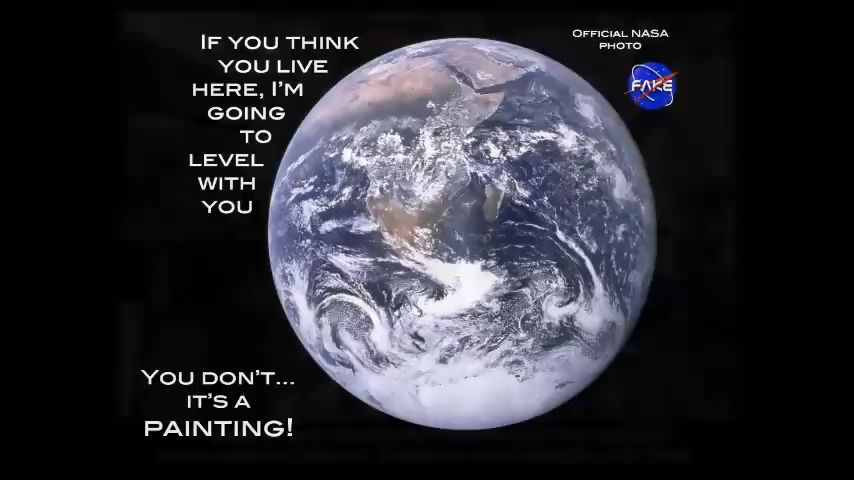 If you think
you live
here, I'm
going
to
level
with
you
Official NASA
photo
FAKE
You don't...
it's a
painting!